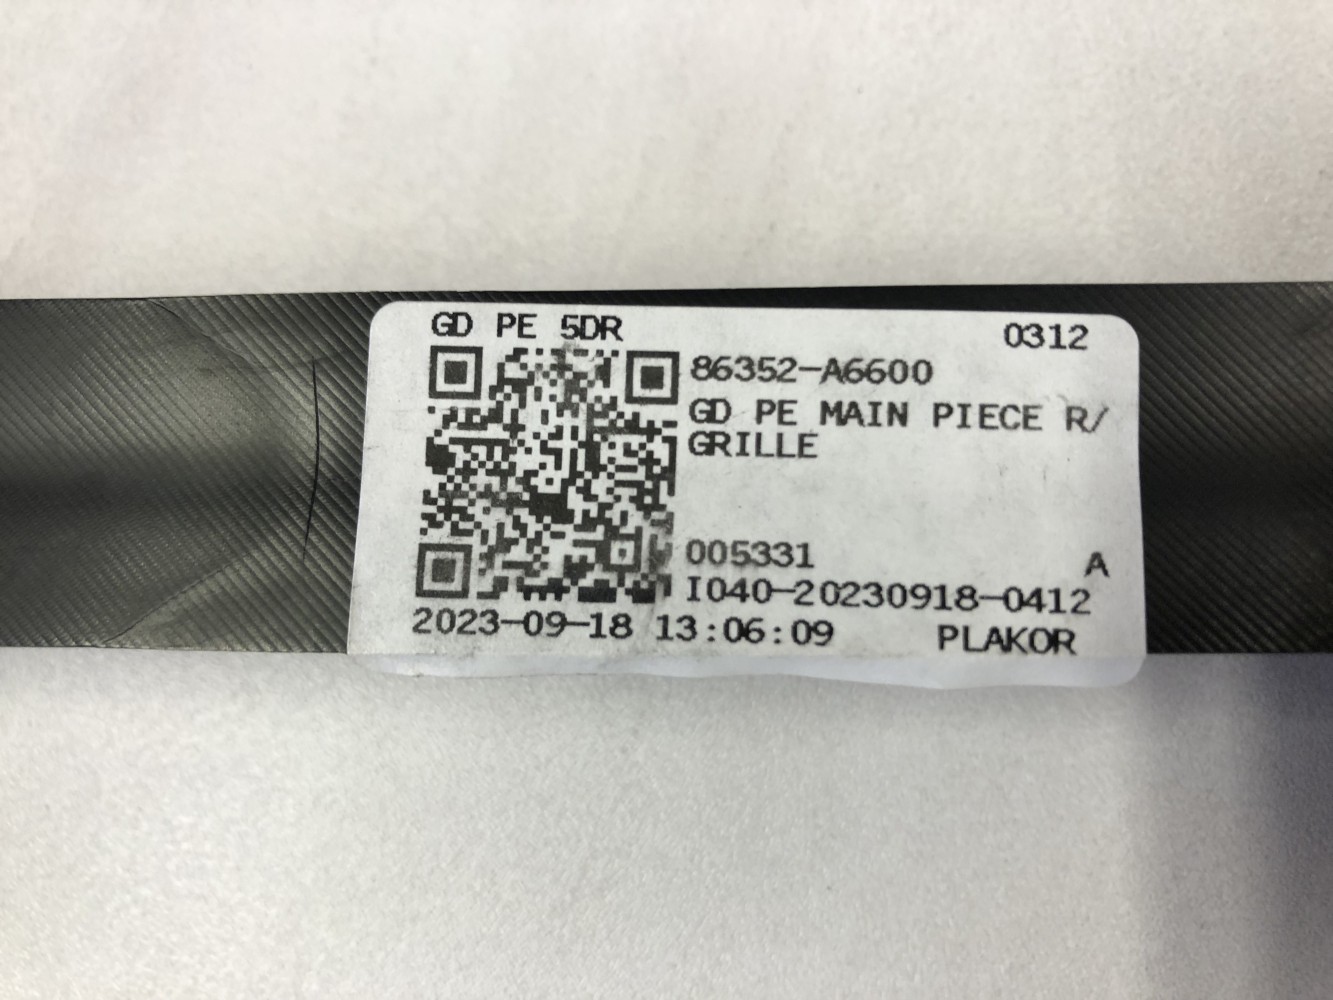 GD PE 5DR 0312
86352-A6600
GD PE MAIN PIECE R/
GRILLE
005331 A
I040-20230918-0412
2023-09-18 13:06:09 PLAKOR